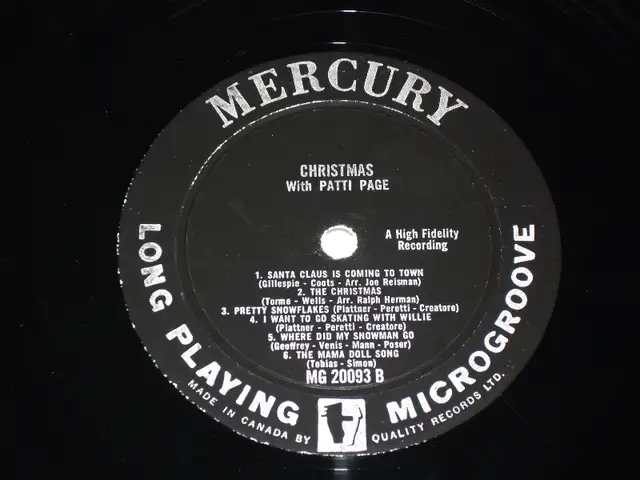 MERCURY
CHRISTMAS
With PATTI PAGE
A High Fidelity
Recording
1. SANTA CLAUS IS COMING TO TOWN
(Gillespie - Coots - Arr. Joe Reisman)
2. THE CHRISTMAS
(Torme - Wells - Arr. Ralph Herman)
3. PRETTY SNOWFLAKES (Plattner - Peretti - Creatore)
4. I WANT TO GO SKATING WITH WILLIE
(Plattner - Peretti - Creatore)
5. WHERE DID MY SNOWMAN GO
(Geoffrey - Venis - Mann - Poser)
6. THE MAMA DOLL SONG
(Tobias - Simon)
MG 20093 B
LONG PLAYING MICROGROOVE
MADE IN CANADA BY QUALITY RECORDS LTD.